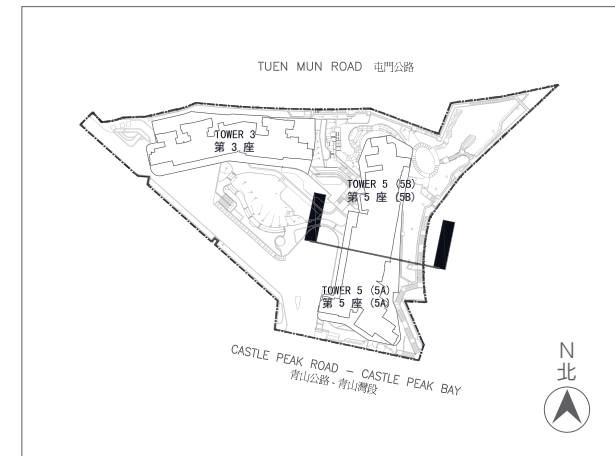 TUEN MUN ROAD 屯門公路
TOWER 3
第 3 座
TOWER 5 (5B)
第 5 座 (5B)
TOWER 5 (5A)
第 5 座 (5A)
CASTLE PEAK ROAD – CASTLE PEAK BAY
青山公路 - 青山灣段
N
北